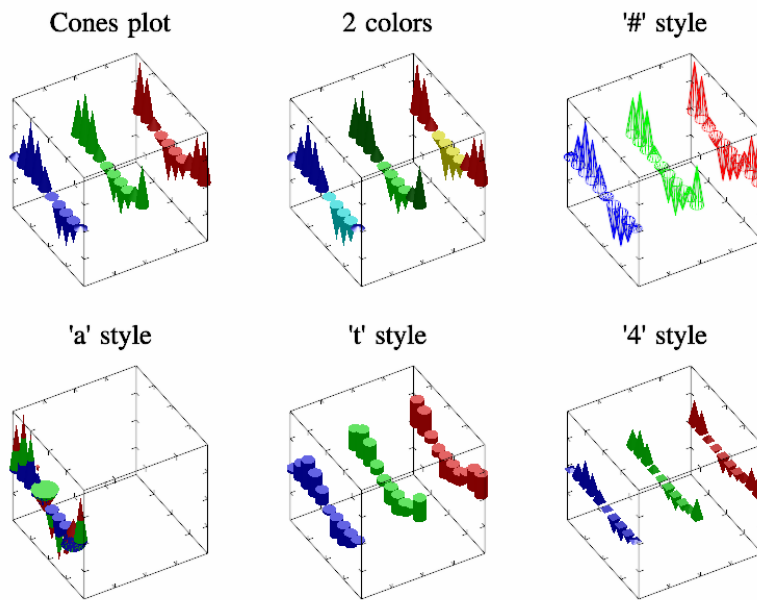 Cones plot
2 colors
'#' style
'a' style
't' style
'4' style